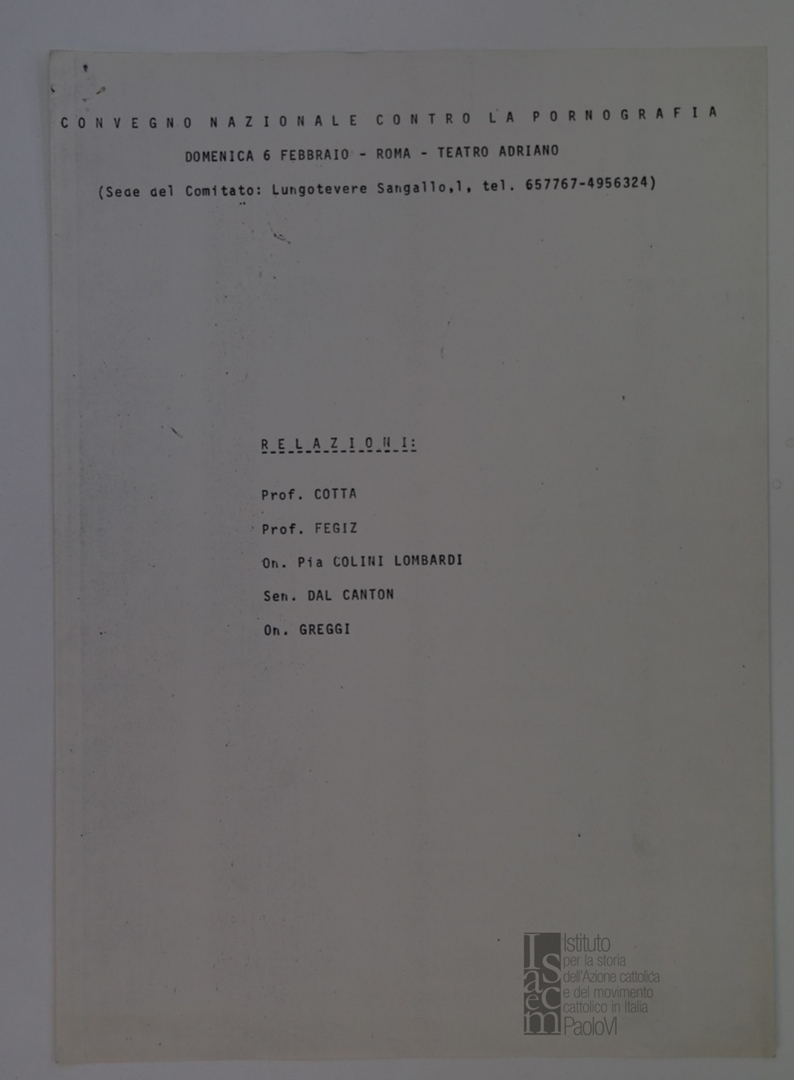 CONVEGNO NAZIONALE CONTRO LA PORNOGRAFIA
DOMENICA 6 FEBBRAIO - ROMA - TEATRO ADRIANO
(Sede del Comitato: Lungotevere Sangallo,1, tel. 657767-4956324)
RELAZIONI:
Prof. COTTA
Prof. FEGIZ
On. Pia COLINI LOMBARDI
Sen. DAL CANTON
On. GREGGI
Isacem
Istituto
per la storia
dell'Azione cattolica
e del movimento
cattolico in Italia
PaoloVI